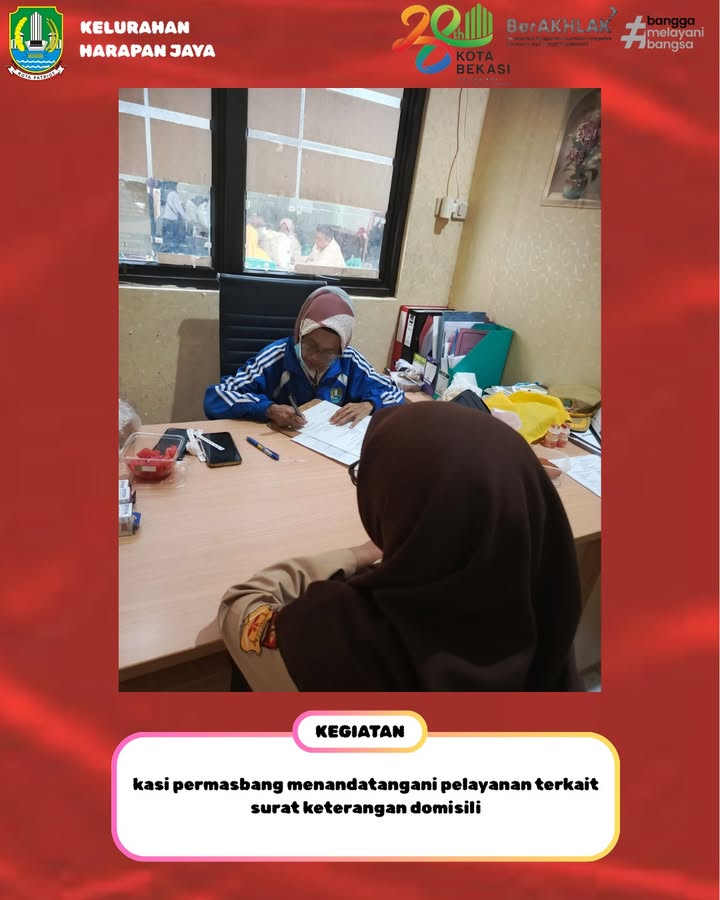 KELURAHAN
HARAPAN JAYA
KOTA PATRIOT
28th
KOTA
BEKASI
BerAKHLAK
#bangga
melayani
bangsa
KEGIATAN
kasi permasbang menandatangani pelayanan terkait
surat keterangan domisili